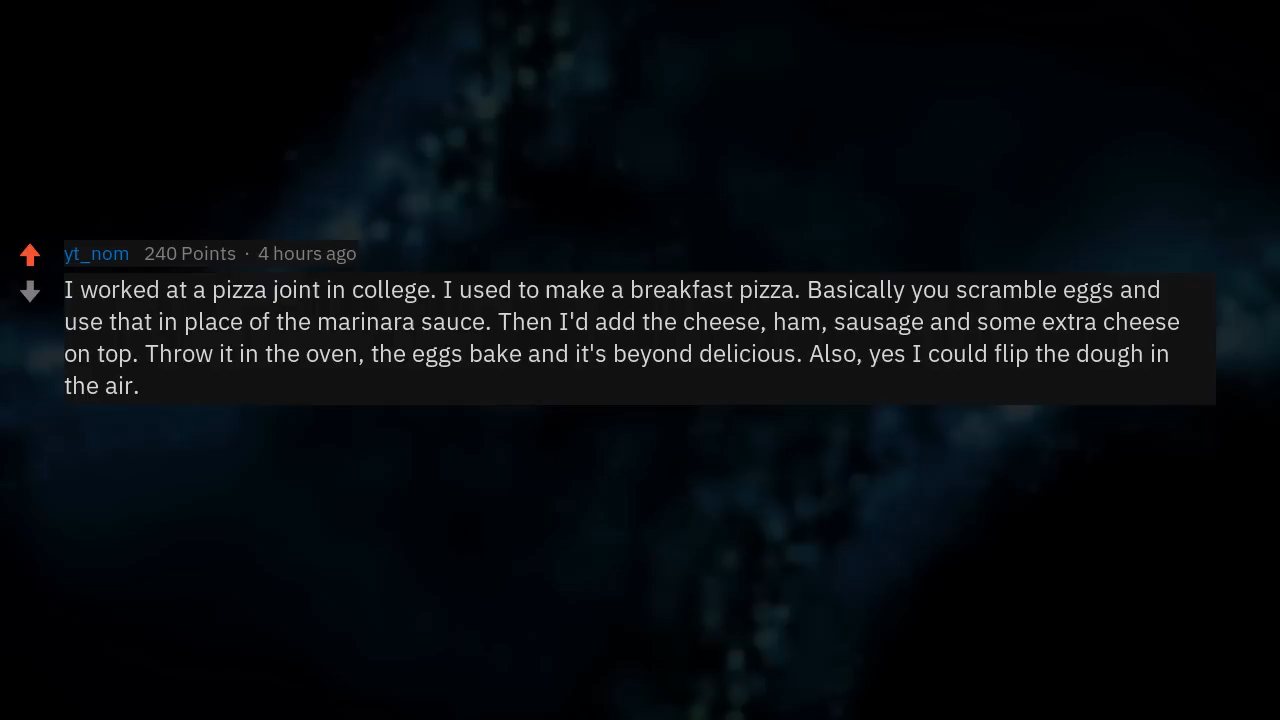 yt_nom 240 Points · 4 hours ago
I worked at a pizza joint in college. I used to make a breakfast pizza. Basically you scramble eggs and
use that in place of the marinara sauce. Then I'd add the cheese, ham, sausage and some extra cheese
on top. Throw it in the oven, the eggs bake and it's beyond delicious. Also, yes I could flip the dough in
the air.